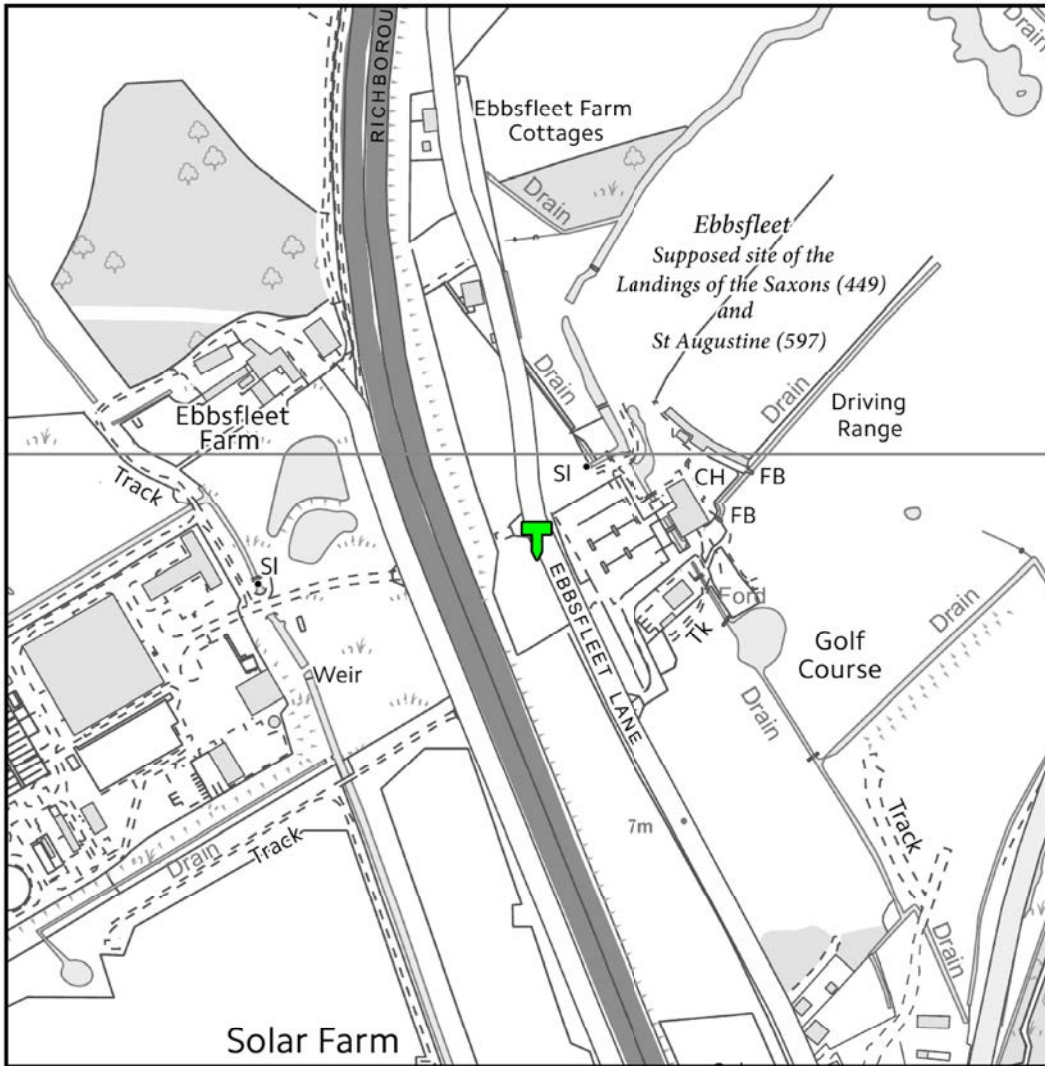 Drain
RICHBOROU
Ebbsfleet Farm
Cottages
Drain
Drain
Ebbsfleet
Supposed site of the
Landings of the Saxons (449)
and
St Augustine (597)
Drain
Drain
Driving
Range
Ebbsfleet
Farm
Track
SI
CH
FB
FB
SI
EBBSFLEET LANE
Ford
TK
Drain
Golf
Course
Weir
Drain
7m
Track
Drain
Track
Drain
Solar Farm